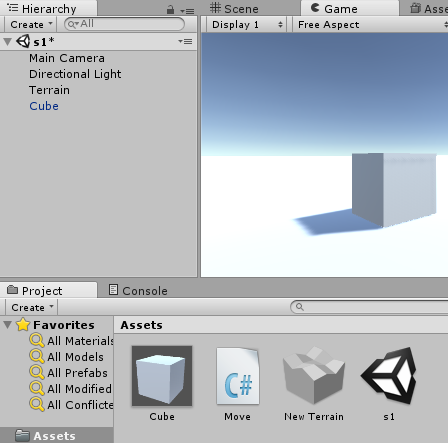 Hierarchy
Create
All
s1*
Main Camera
Directional Light
Terrain
Cube
Scene
Game
Asse
Display 1
Free Aspect
Project
Console
Create
Favorites
All Materials
All Models
All Prefabs
All Modified
All Conflicte
Assets
Assets
Cube
C#
Move
New Terrain
s1